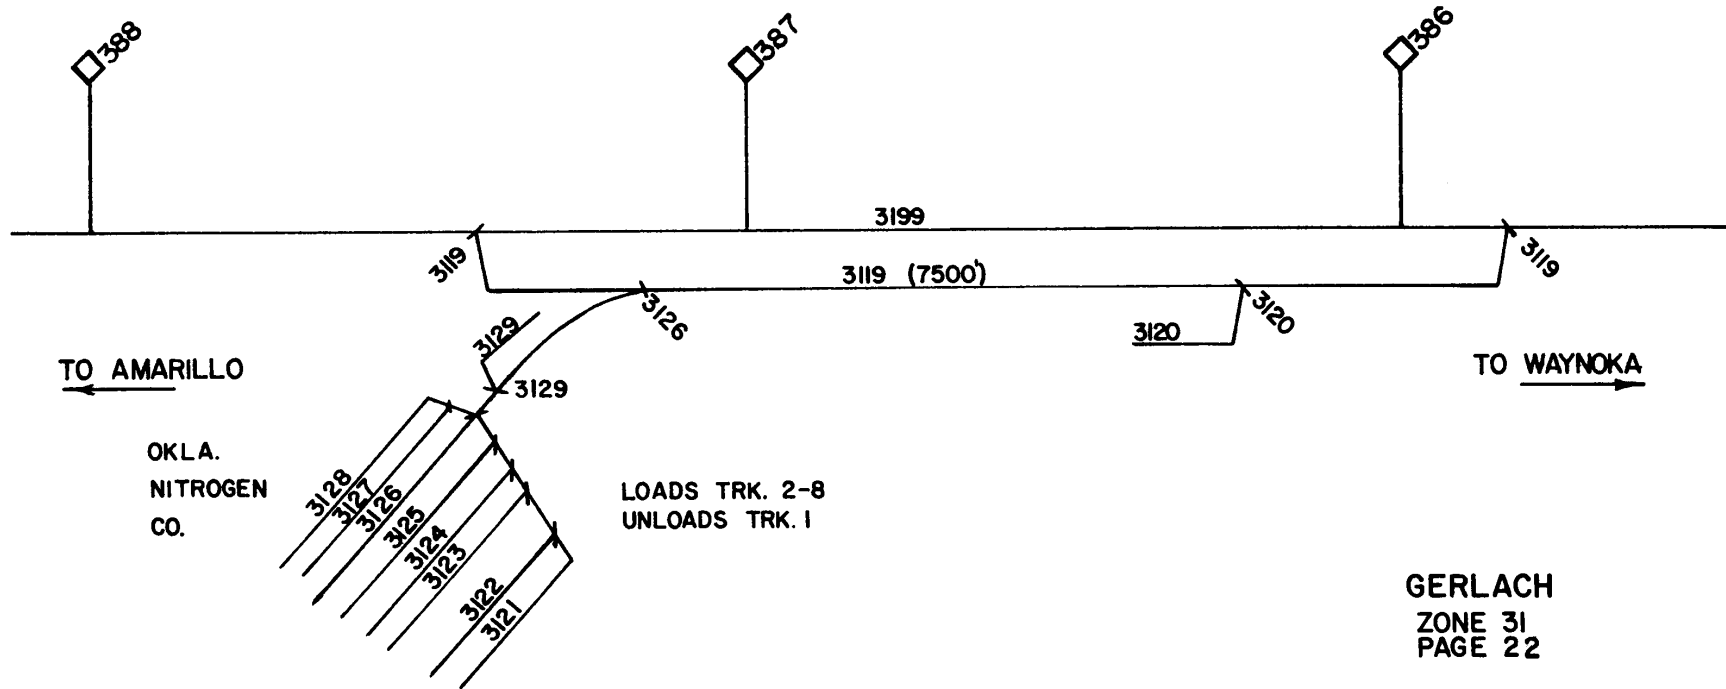 388
387
386
3199
3119
3119 (7500')
3119
3126
3120
3120
3129
3129
TO AMARILLO
TO WAYNOKA
OKLA.
NITROGEN
CO.
3128
3127
3126
3125
3124
3123
3122
3121
LOADS TRK. 2-8
UNLOADS TRK. 1
GERLACH
ZONE 31
PAGE 22